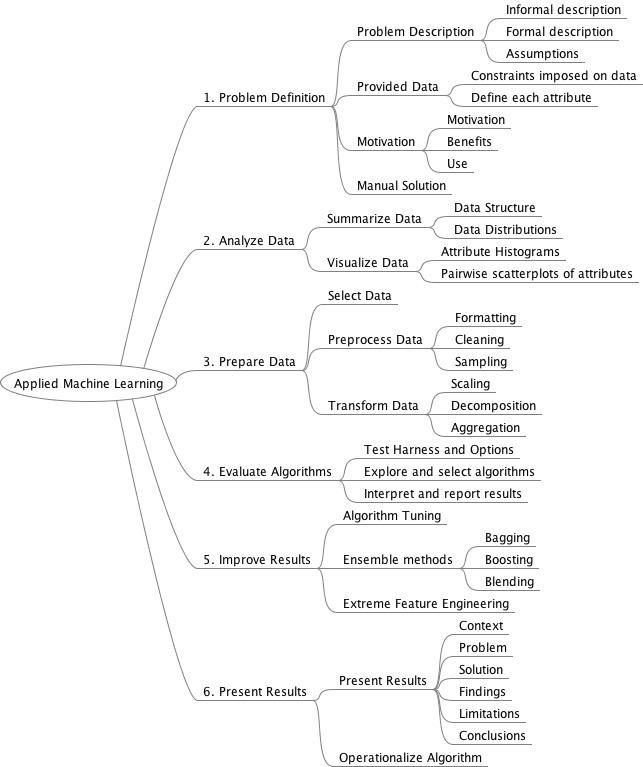 Applied Machine Learning
1. Problem Definition
Problem Description
Informal description
Formal description
Assumptions
Provided Data
Constraints imposed on data
Define each attribute
Motivation
Motivation
Benefits
Use
Manual Solution
2. Analyze Data
Summarize Data
Data Structure
Data Distributions
Visualize Data
Attribute Histograms
Pairwise scatterplots of attributes
3. Prepare Data
Select Data
Preprocess Data
Formatting
Cleaning
Sampling
Transform Data
Scaling
Decomposition
Aggregation
4. Evaluate Algorithms
Test Harness and Options
Explore and select algorithms
Interpret and report results
5. Improve Results
Algorithm Tuning
Ensemble methods
Bagging
Boosting
Blending
Extreme Feature Engineering
6. Present Results
Present Results
Context
Problem
Solution
Findings
Limitations
Conclusions
Operationalize Algorithm